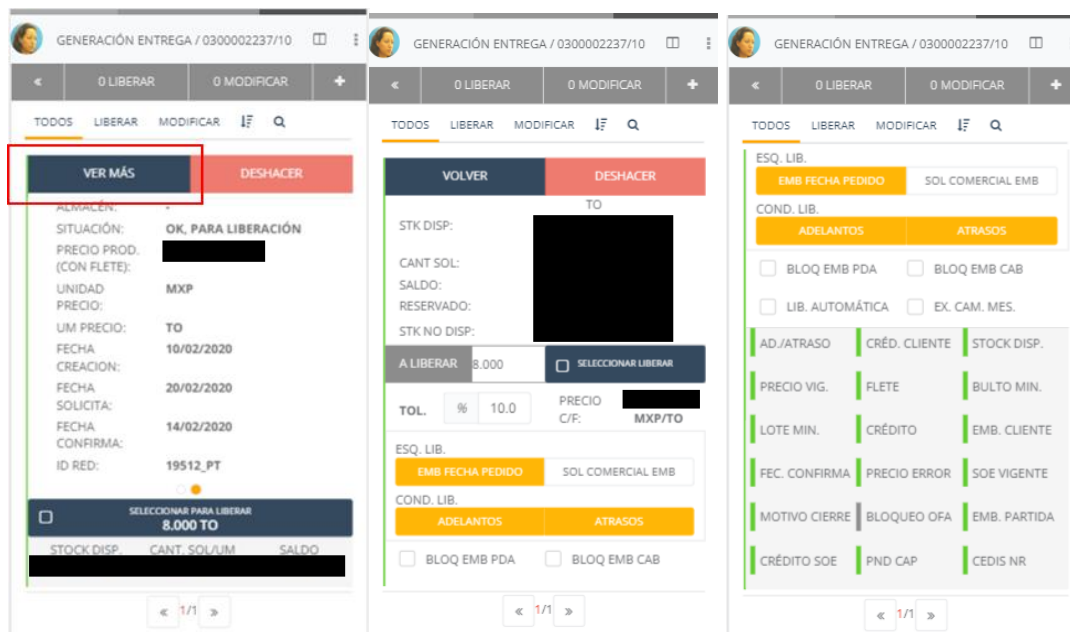 GENERACIÓN ENTREGA / 0300002237/10
« 0 LIBERAR 0 MODIFICAR +
TODOS LIBERAR MODIFICAR
VER MÁS DESHACER
ALMACÉN: -
SITUACIÓN: OK, PARA LIBERACIÓN
PRECIO PROD.
(CON FLETE):
UNIDAD MXP
PRECIO:
UM PRECIO: TO
FECHA 10/02/2020
CREACION:
FECHA 20/02/2020
SOLICITA:
FECHA 14/02/2020
CONFIRMA:
ID RED: 19512_PT
SELECCIONAR PARA LIBERAR
8.000 TO
STOCK DISP. CANT. SOL/UM SALDO
« 1/1 »
GENERACIÓN ENTREGA / 0300002237/10
« 0 LIBERAR 0 MODIFICAR +
TODOS LIBERAR MODIFICAR
VOLVER DESHACER
TO
STK DISP:
CANT SOL:
SALDO:
RESERVADO:
STK NO DISP:
A LIBERAR 8.000 SELECCIONAR LIBERAR
TOL. % 10.0 PRECIO
C/F: MXP/TO
ESQ. LIB.
EMB FECHA PEDIDO SOL COMERCIAL EMB
COND. LIB.
ADELANTOS ATRASOS
BLOQ EMB PDA BLOQ EMB CAB
« 1/1 »
GENERACIÓN ENTREGA / 0300002237/10
« 0 LIBERAR 0 MODIFICAR +
TODOS LIBERAR MODIFICAR
ESQ. LIB.
EMB FECHA PEDIDO SOL COMERCIAL EMB
COND. LIB.
ADELANTOS ATRASOS
BLOQ EMB PDA BLOQ EMB CAB
LIB. AUTOMÁTICA EX. CAM. MES.
AD./ATRASO CRÉD. CLIENTE STOCK DISP.
PRECIO VIG. FLETE BULTO MIN.
LOTE MIN. CRÉDITO EMB. CLIENTE
FEC. CONFIRMA PRECIO ERROR SOE VIGENTE
MOTIVO CIERRE BLOQUEO OFA EMB. PARTIDA
CRÉDITO SOE PND CAP CEDIS NR
« 1/1 »